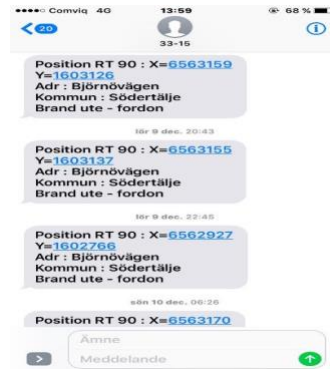 Comviq 4G 13:59 68 %
20
33-15
Position RT 90 : X=6563159
Y=1603126
Adr : Björnövägen
Kommun : Södertälje
Brand ute - fordon
lör 9 dec. 20:43
Position RT 90 : X=6563155
Y=1603137
Adr : Björnövägen
Kommun : Södertälje
Brand ute - fordon
lör 9 dec. 22:45
Position RT 90 : X=6562927
Y=1602766
Adr : Björnövägen
Kommun : Södertälje
Brand ute - fordon
sön 10 dec. 06:26
Position RT 90 : X=6563170
Ämne
Meddelande